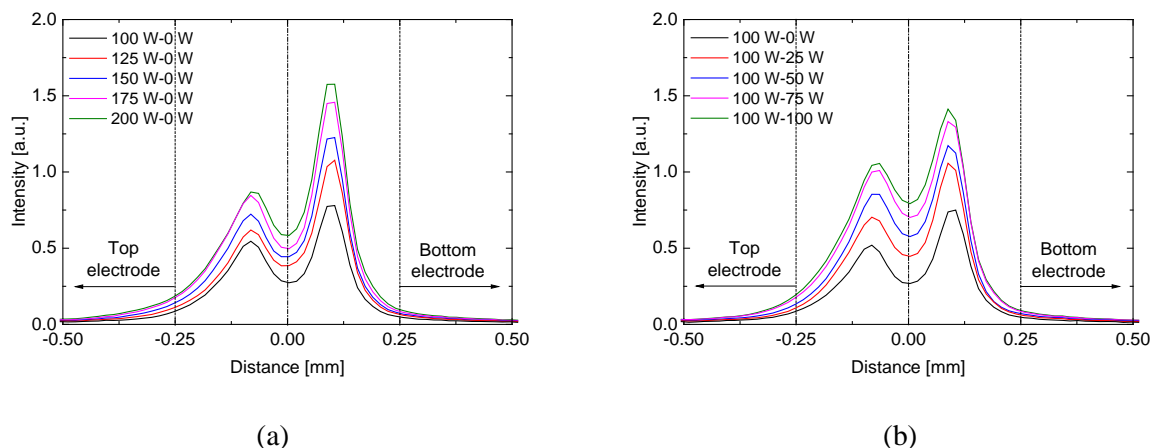 2.0
1.5
1.0
0.5
0.0
Intensity [a.u.]
100 W-0 W
125 W-0 W
150 W-0 W
175 W-0 W
200 W-0 W
Top
electrode
Bottom
electrode
-0.50
-0.25
0.00
0.25
0.50
Distance [mm]
(a)
2.0
1.5
1.0
0.5
0.0
Intensity [a.u.]
100 W-0 W
100 W-25 W
100 W-50 W
100 W-75 W
100 W-100 W
Top
electrode
Bottom
electrode
-0.50
-0.25
0.00
0.25
0.50
Distance [mm]
(b)